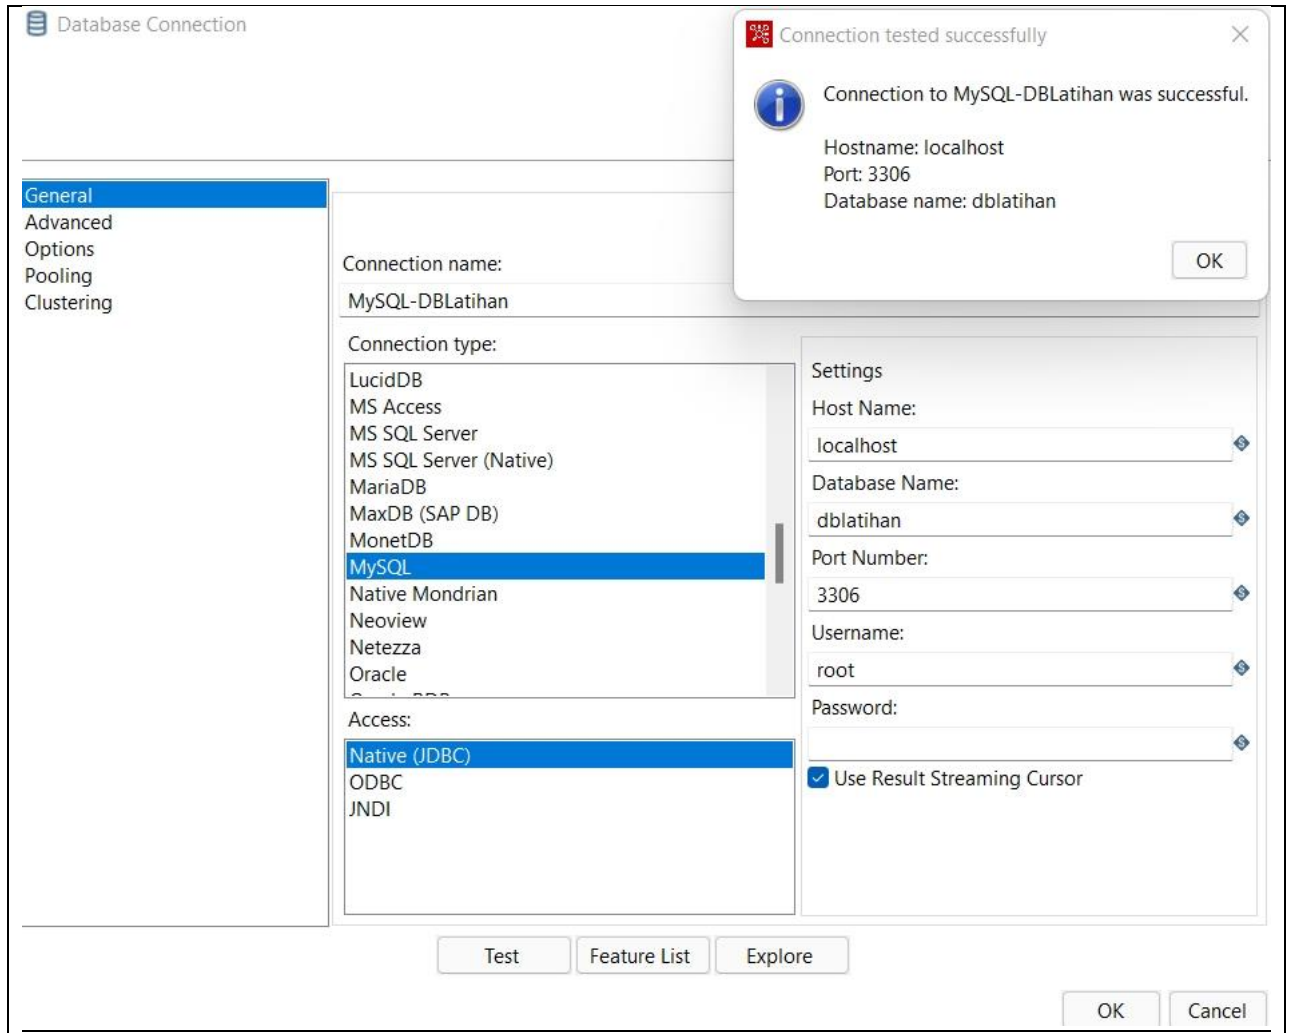 Database Connection
Connection tested successfully
Connection to MySQL-DBLatihan was successful.
Hostname: localhost
Port: 3306
Database name: dblatihan
OK
General
Advanced
Options
Pooling
Clustering
Connection name:
MySQL-DBLatihan
Connection type:
LucidDB
MS Access
MS SQL Server
MS SQL Server (Native)
MariaDB
MaxDB (SAP DB)
MonetDB
MySQL
Native Mondrian
Neoview
Netezza
Oracle
Access:
Native (JDBC)
ODBC
JNDI
Settings
Host Name:
localhost
Database Name:
dblatihan
Port Number:
3306
Username:
root
Password:
Use Result Streaming Cursor
Test
Feature List
Explore
OK
Cancel